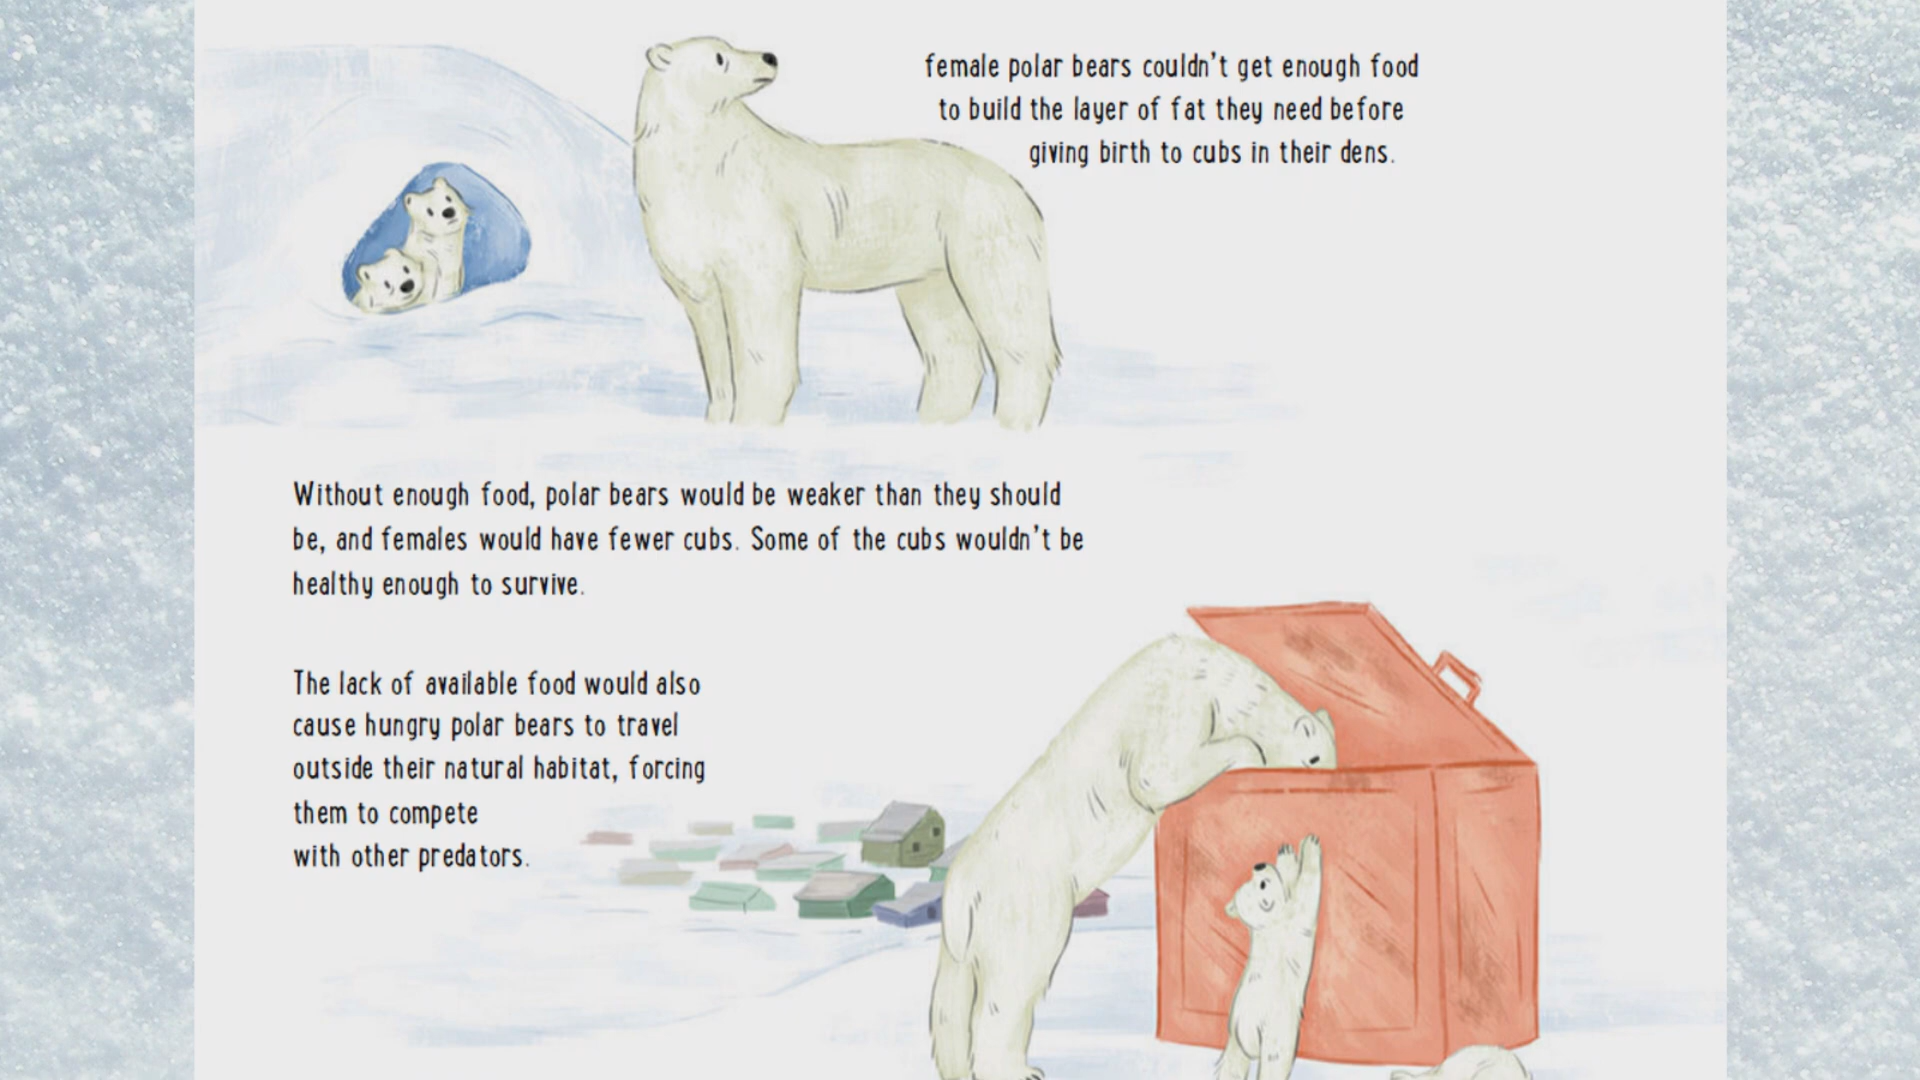 female polar bears couldn't get enough food
to build the layer of fat they need before
giving birth to cubs in their dens.
Without enough food, polar bears would be weaker than they should
be, and females would have fewer cubs. Some of the cubs wouldn't be
healthy enough to survive.
The lack of available food would also
cause hungry polar bears to travel
outside their natural habitat, forcing
them to compete
with other predators.